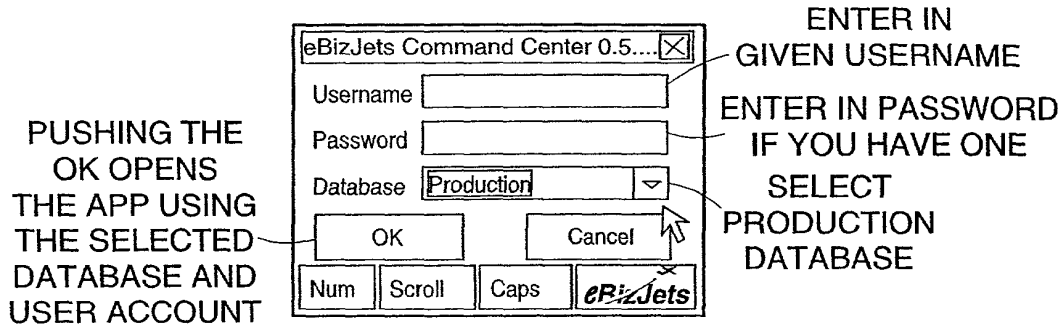 eBizJets Command Center 0.5....
Username
Password
Database Production
OK Cancel
Num Scroll Caps eBizJets
ENTER IN
GIVEN USERNAME
ENTER IN PASSWORD
IF YOU HAVE ONE
SELECT
PRODUCTION
DATABASE
PUSHING THE
OK OPENS
THE APP USING
THE SELECTED
DATABASE AND
USER ACCOUNT